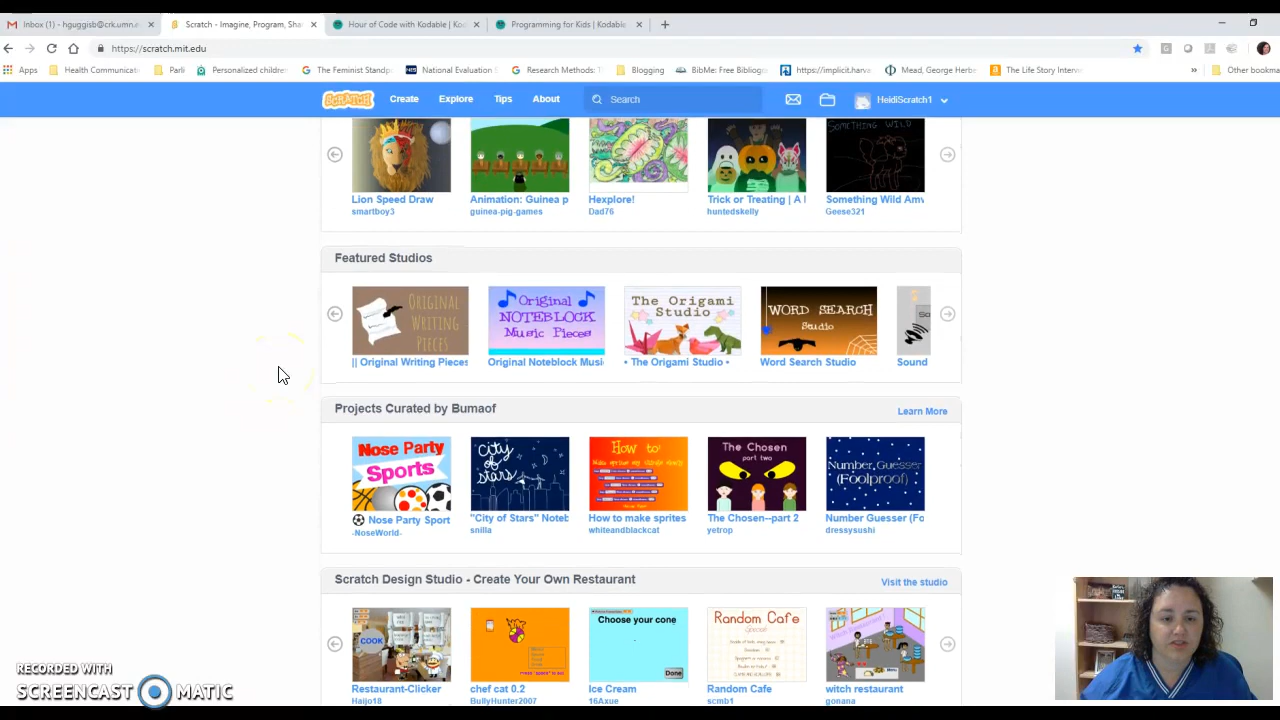 Inbox (1) - hguggisb@crk.umn.e
Scratch - Imagine, Program, Sha
Hour of Code with Kodable | Kod
Programming for Kids | Kodable
https://scratch.mit.edu
Apps
Health Communicati
Parli
Personalized childre
The Feminist Standp
National Evaluation S
Research Methods: T
Blogging
BibMe: Free Bibliogra
https://implicit.harva
Mead, George Herbe
The Life Story Interv
»
Other bookma
SCRATCH
Create
Explore
Tips
About
Search
HeidiScratch1
SOMETHING WILD
Lion Speed Draw
Animation: Guinea p
Hexplore!
Trick or Treating | A
Something Wild Am
smartboy3
guinea-pig-games
Dad76
huntedskelly
Geese321
Featured Studios
ORIGINAL
WRITING
PIECES
Original
NOTEBLOCK
Music Pieces
The Origami
Studio
WORD SEARCH
Studio
|| Original Writing Pieces
Original Noteblock Musi
• The Origami Studio •
Word Search Studio
Sound
Projects Curated by Bumaof
Learn More
Nose Party
Sports
city
of
stars
How to:
The Chosen
part two
Number Guesser
(Foolproof)
⚽ Nose Party Sport
"City of Stars" Noteb
How to make sprites
The Chosen--part 2
Number Guesser (Fo
-NoseWorld-
snilla
whiteandblackcat
yetrop
dressysushi
Scratch Design Studio - Create Your Own Restaurant
Visit the studio
COOK
Choose your cone
Done
Random Cafe
Restaurant-Clicker
chef cat 0.2
Ice Cream
Random Cafe
witch restaurant
Haijo18
BullyHunter2007
16Axue
scmb1
gonana
RECORDED WITH
SCREENCAST MATIC